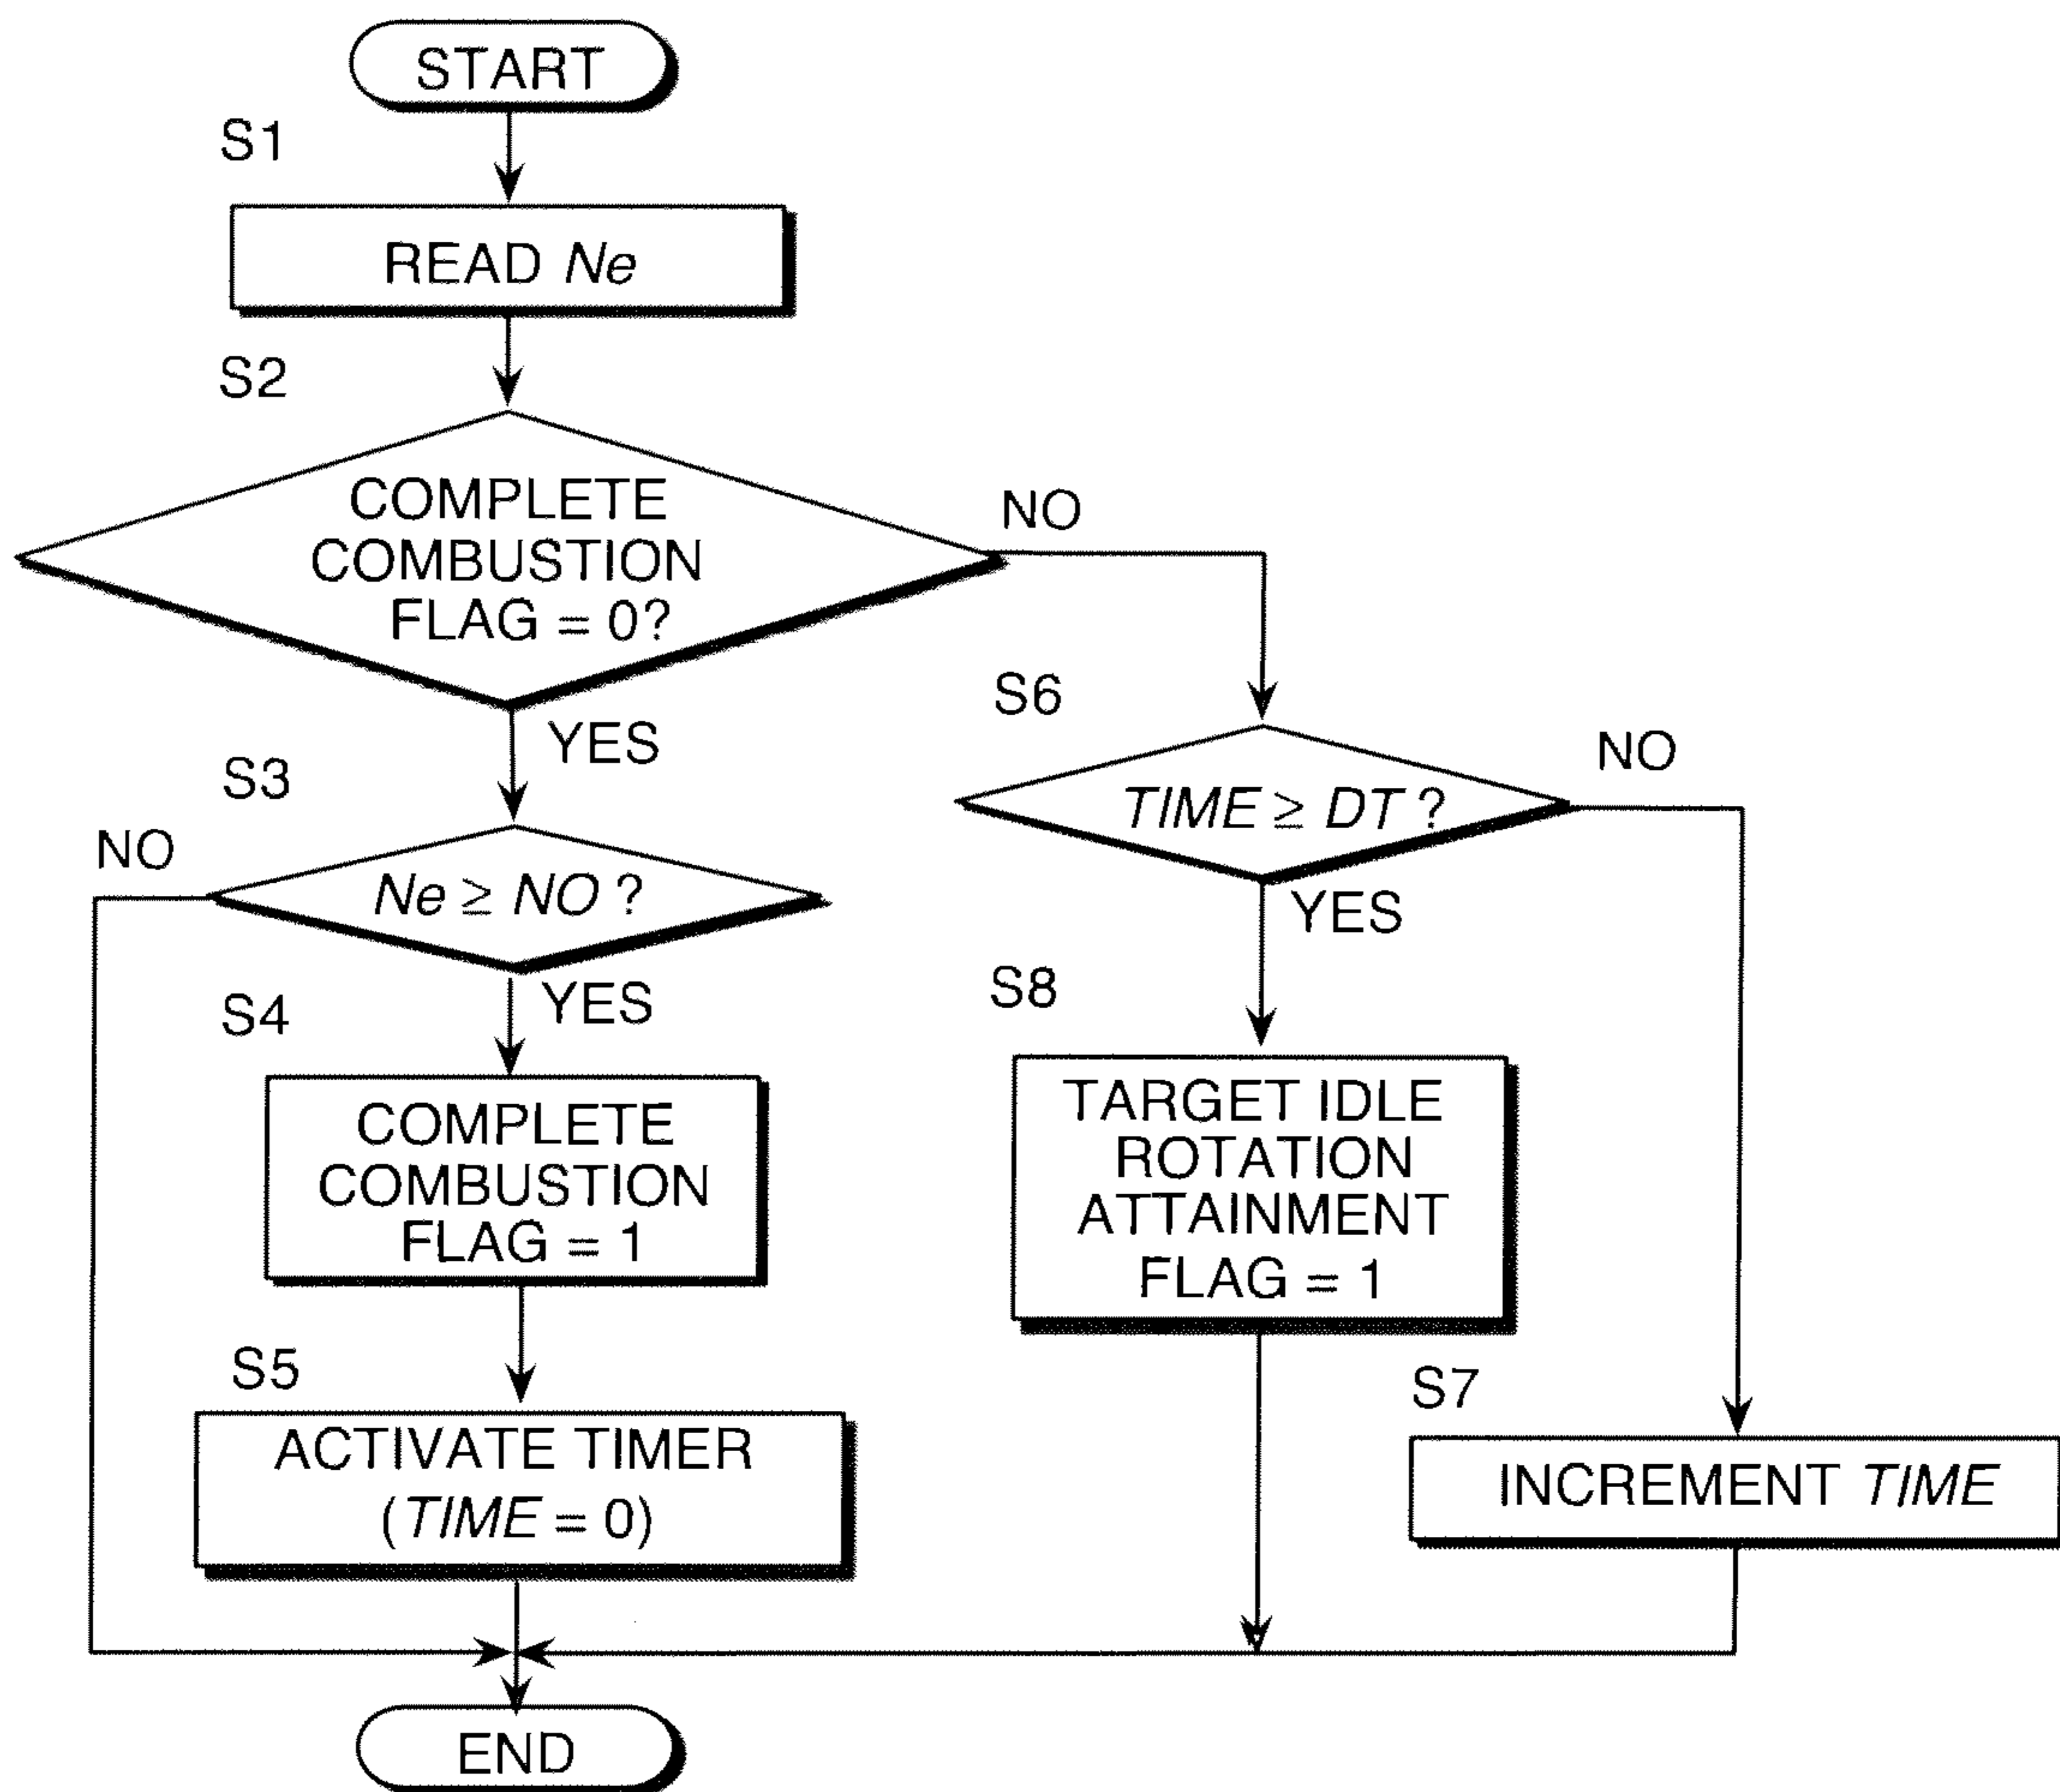 START
S1
READ Ne
S2
COMPLETE
COMBUSTION
FLAG = 0?
NO
YES
S3
NO
Ne ≥ NO ?
YES
S4
COMPLETE
COMBUSTION
FLAG = 1
S5
ACTIVATE TIMER
(TIME = 0)
S6
NO
TIME ≥ DT ?
YES
S8
TARGET IDLE
ROTATION
ATTAINMENT
FLAG = 1
S7
INCREMENT TIME
END